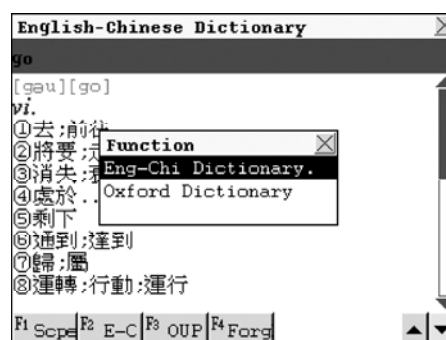 English-Chinese Dictionary
go
[gəu][go]
vi.
①去;前往
②將要;
③消失;
④處於..
⑤剩下
⑥通到;達到
⑦歸;屬
⑧運轉;行動;運行
Function
Eng-Chi Dictionary.
Oxford Dictionary
F1 Scpe F2 E-C F3 OUP F4 Forg